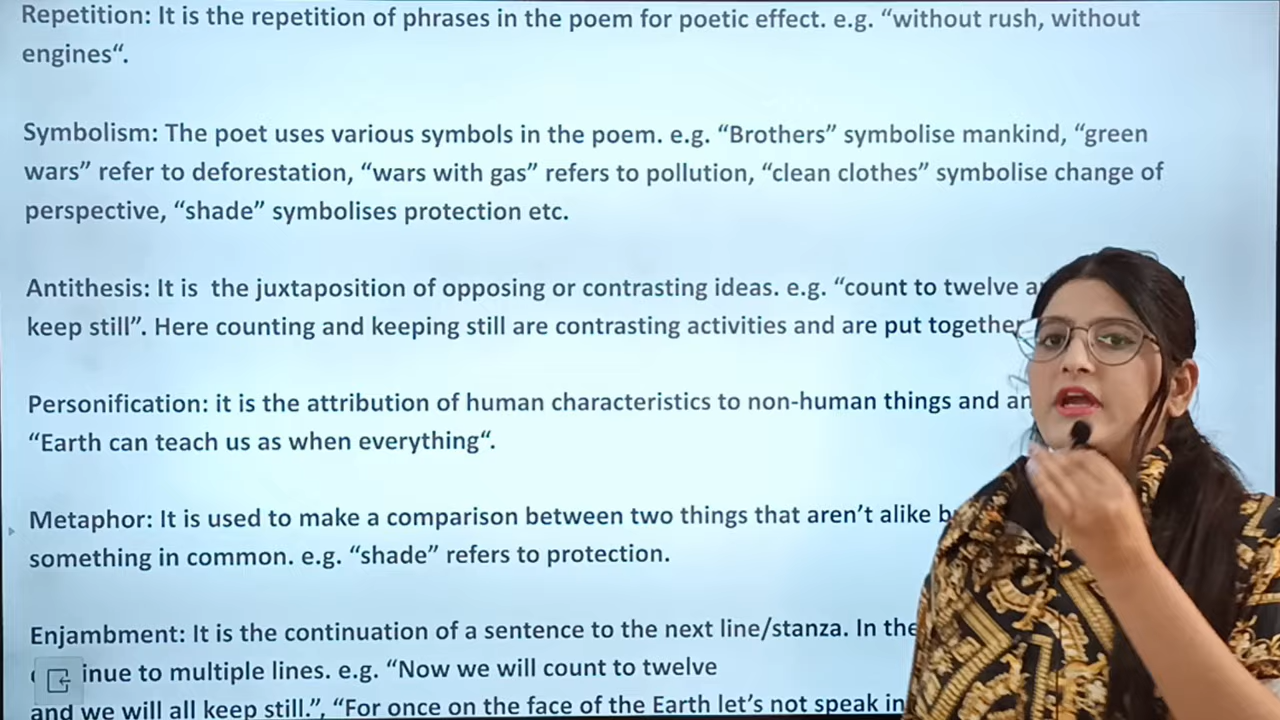 Repetition: It is the repetition of phrases in the poem for poetic effect. e.g. “without rush, without
engines“.
Symbolism: The poet uses various symbols in the poem. e.g. “Brothers” symbolise mankind, “green
wars” refer to deforestation, “wars with gas” refers to pollution, “clean clothes” symbolise change of
perspective, “shade” symbolises protection etc.
Antithesis: It is  the juxtaposition of opposing or contrasting ideas. e.g. “count to twelve
keep still”. Here counting and keeping still are contrasting activities and are put together
Personification: it is the attribution of human characteristics to non-human things and
“Earth can teach us as when everything“.
Metaphor: It is used to make a comparison between two things that aren’t alike
something in common. e.g. “shade” refers to protection.
Enjambment: It is the continuation of a sentence to the next line/stanza. In the
to multiple lines. e.g. “Now we will count to twelve
and we will all keep still.”, “For once on the face of the Earth let’s not speak in